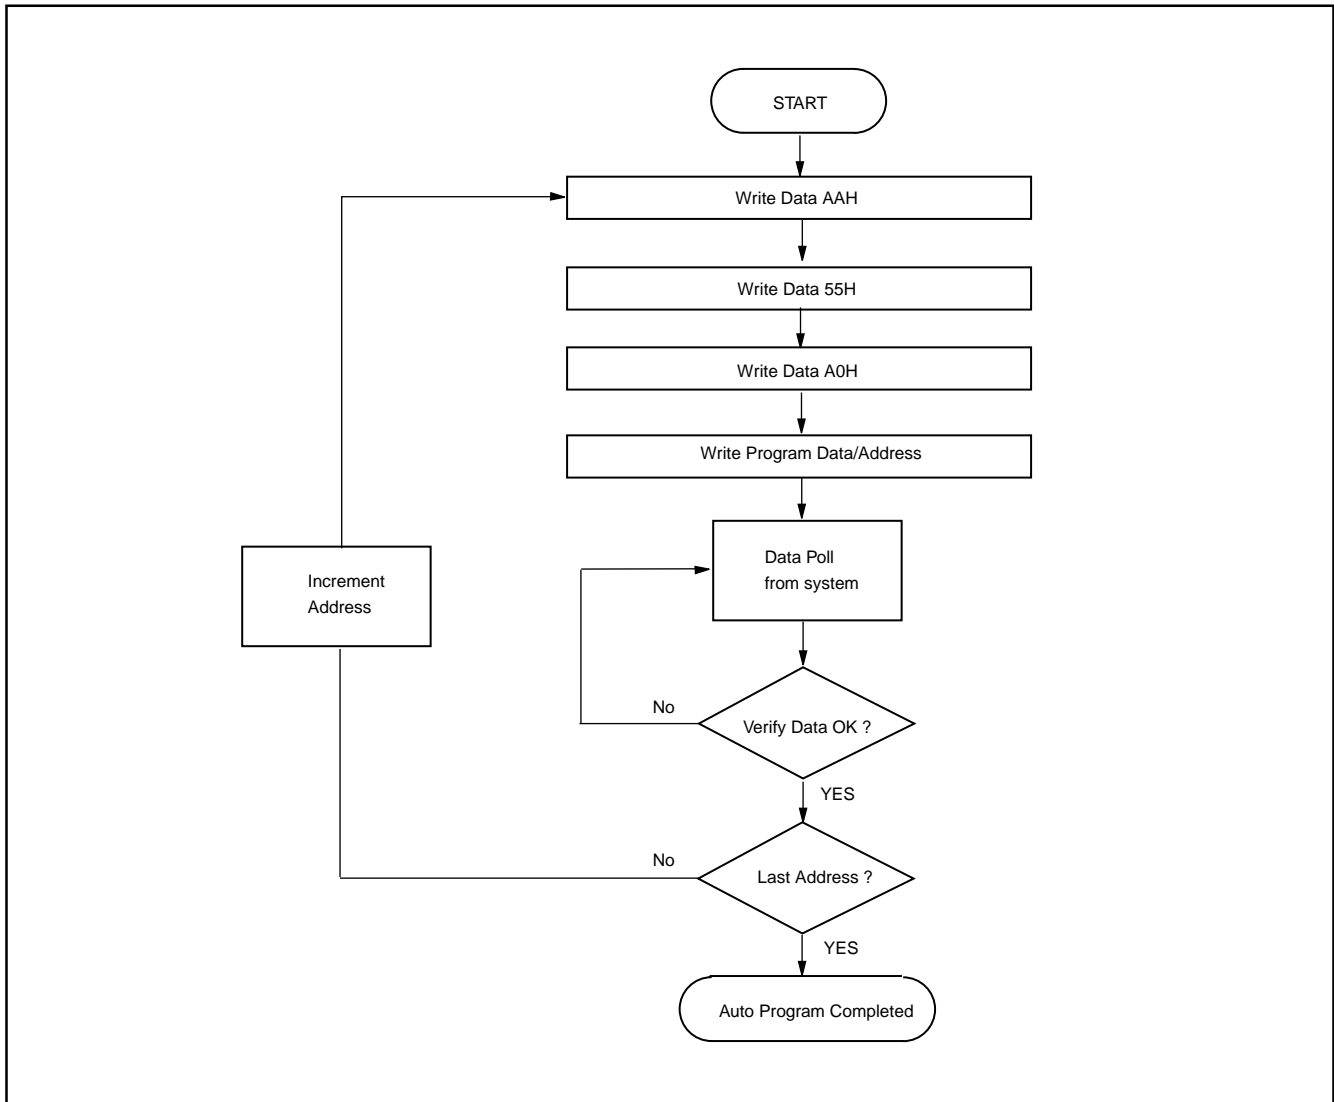 START
Write Data AAH
Write Data 55H
Write Data A0H
Write Program Data/Address
Data Poll
from system
Increment
Address
No
Verify Data OK ?
YES
No
Last Address ?
YES
Auto Program Completed